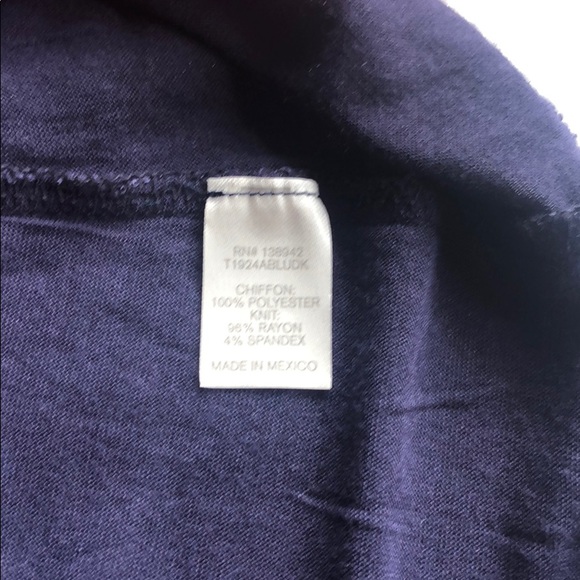 RN# 138942
T1924ABLUDK
CHIFFON:
100% POLYESTER
KNIT:
96% RAYON
4% SPANDEX
MADE IN MEXICO